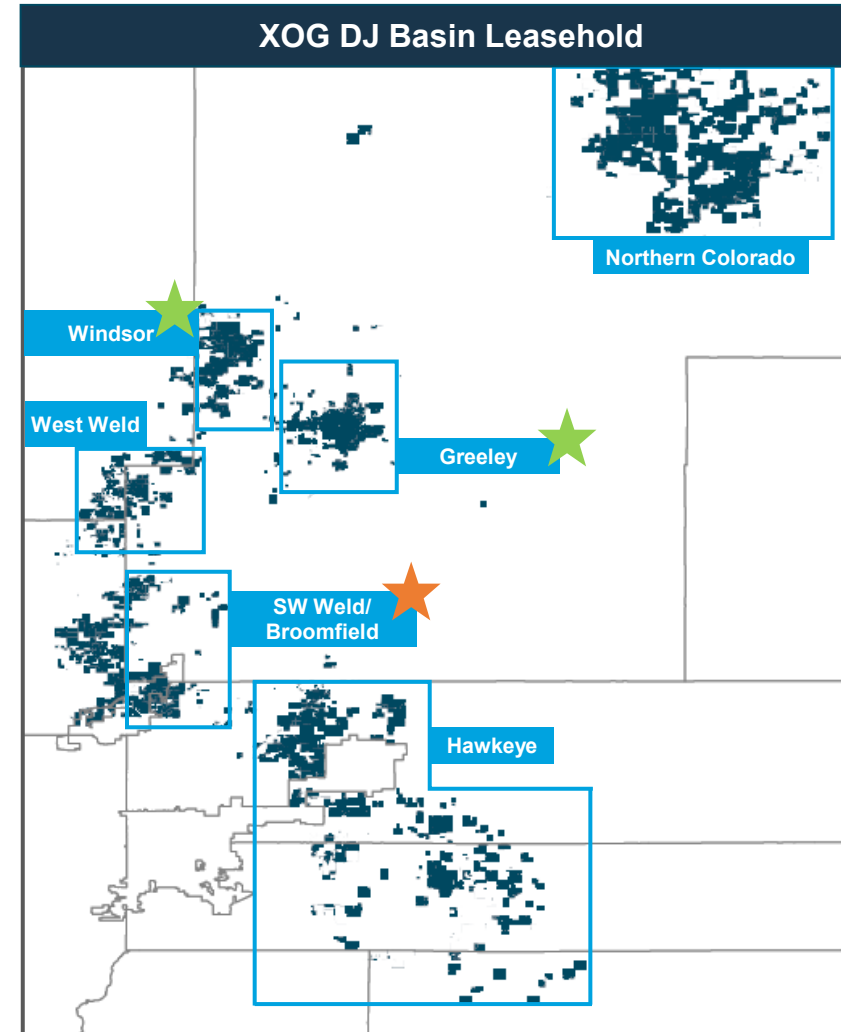 XOG DJ Basin Leasehold
Northern Colorado
Windsor
West Weld
Greeley
SW Weld/
Broomfield
Hawkeye